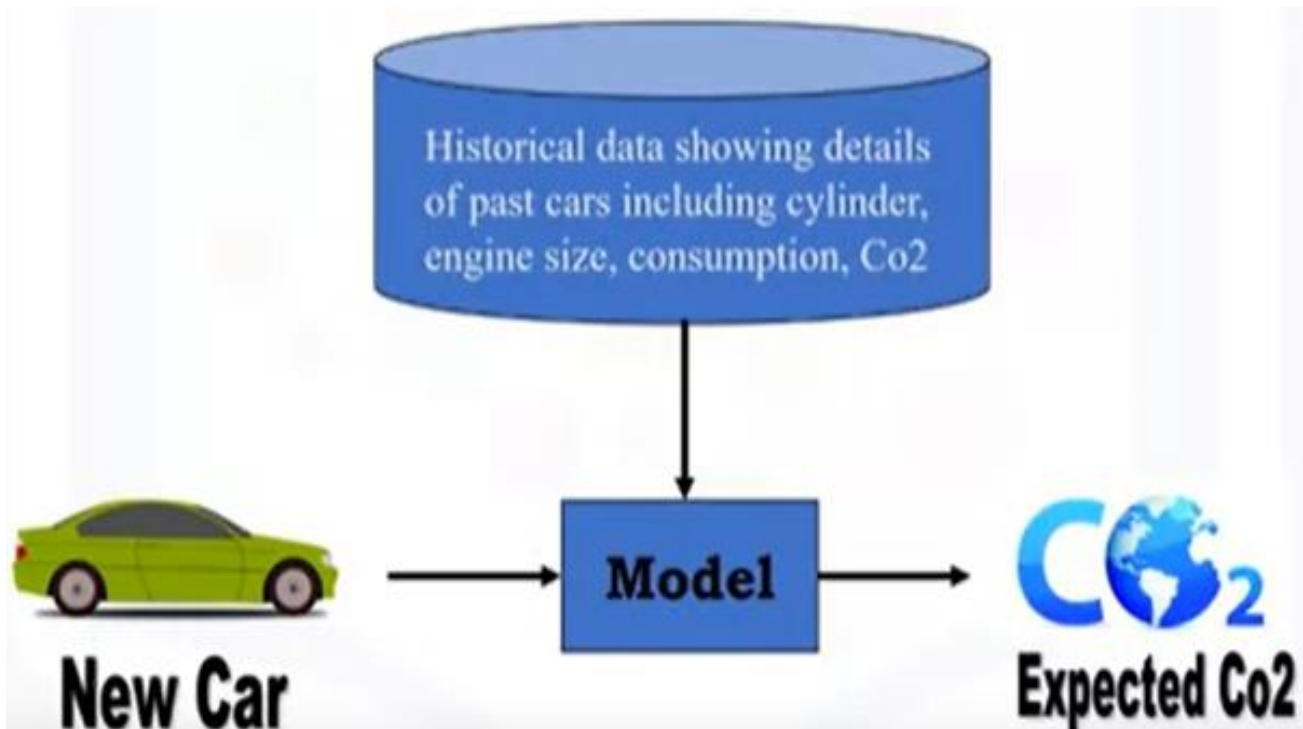 Historical data showing details
of past cars including cylinder,
engine size, consumption, Co2
Model
CO2
New Car
Expected Co2